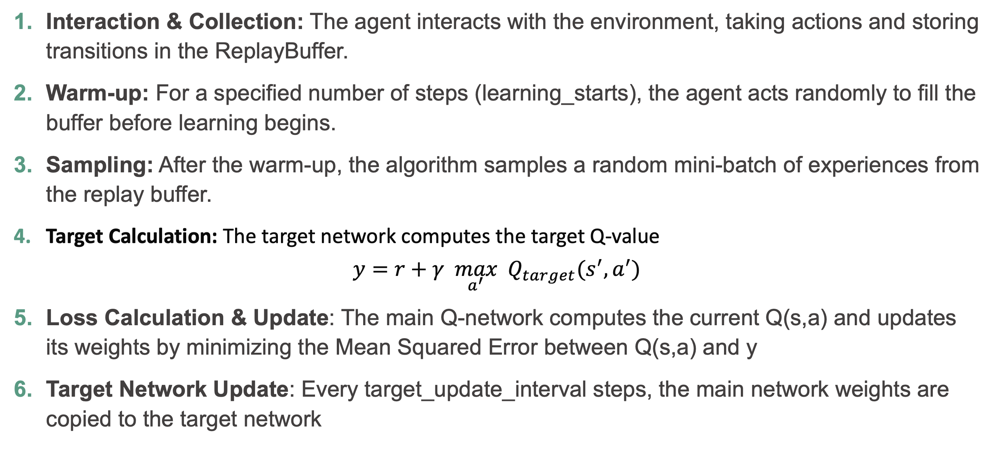 1. Interaction & Collection: The agent interacts with the environment, taking actions and storing
transitions in the ReplayBuffer.
2. Warm-up: For a specified number of steps (learning_starts), the agent acts randomly to fill the
buffer before learning begins.
3. Sampling: After the warm-up, the algorithm samples a random mini-batch of experiences from
the replay buffer.
4. Target Calculation: The target network computes the target Q-value
y = r + γ max Q_target(s′, a′)
a′
5. Loss Calculation & Update: The main Q-network computes the current Q(s,a) and updates
its weights by minimizing the Mean Squared Error between Q(s,a) and y
6. Target Network Update: Every target_update_interval steps, the main network weights are
copied to the target network